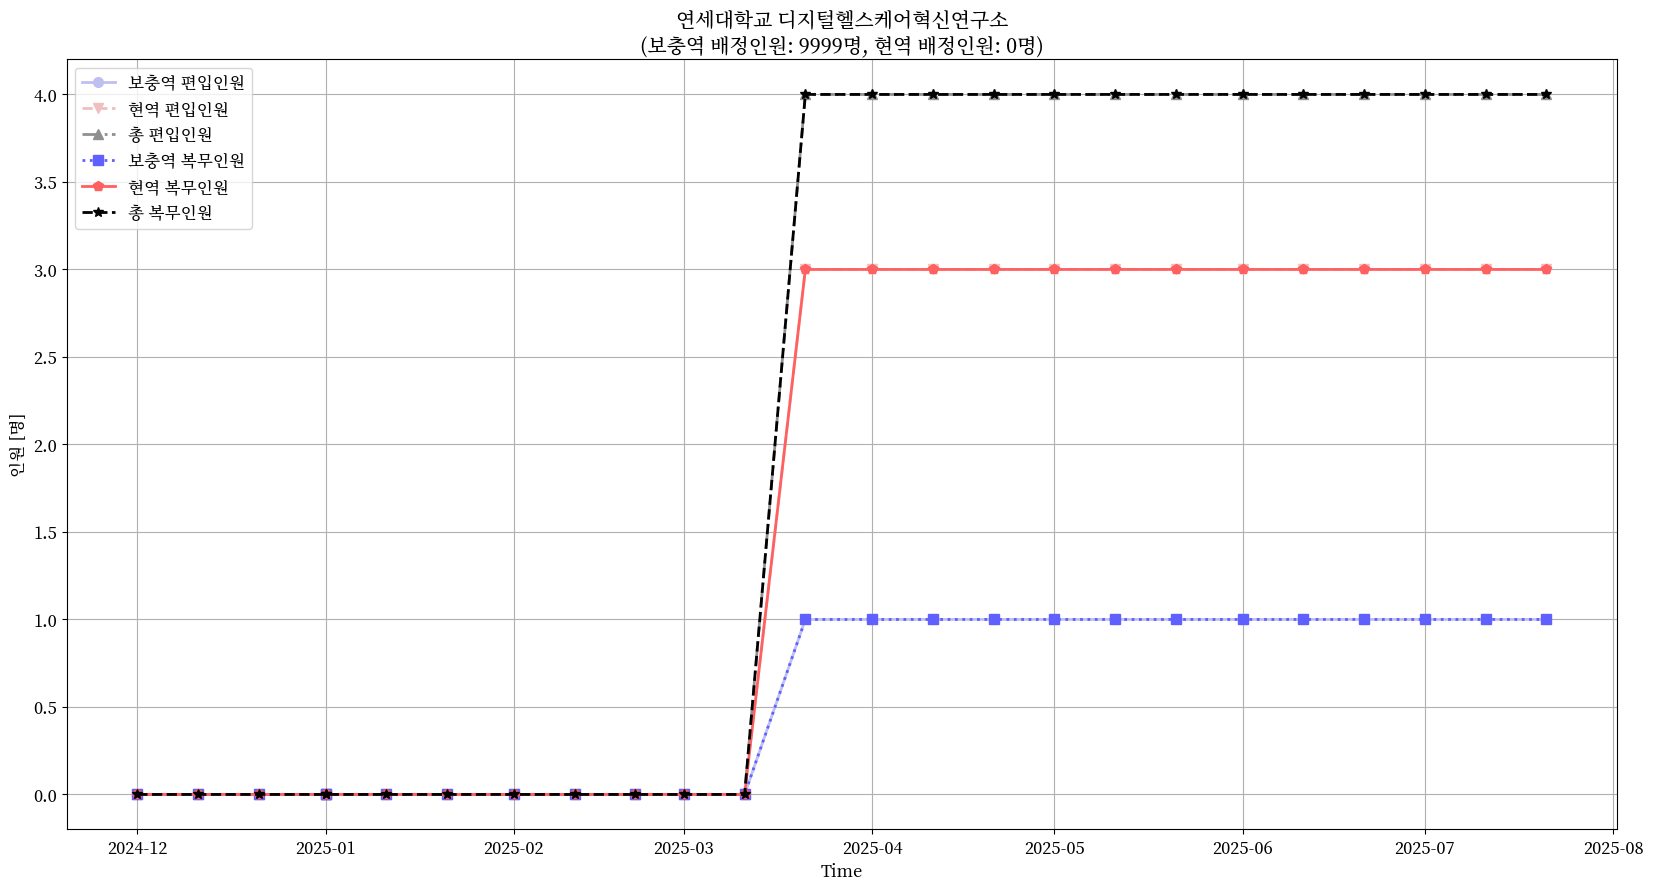 연세대학교 디지털헬스케어혁신연구소
(보충역 배정인원: 9999명, 현역 배정인원: 0명)
보충역 편입인원
현역 편입인원
총 편입인원
보충역 복무인원
현역 복무인원
총 복무인원
인원 [명]
4.0
3.5
3.0
2.5
2.0
1.5
1.0
0.5
0.0
2024-12
2025-01
2025-02
2025-03
2025-04
2025-05
2025-06
2025-07
2025-08
Time